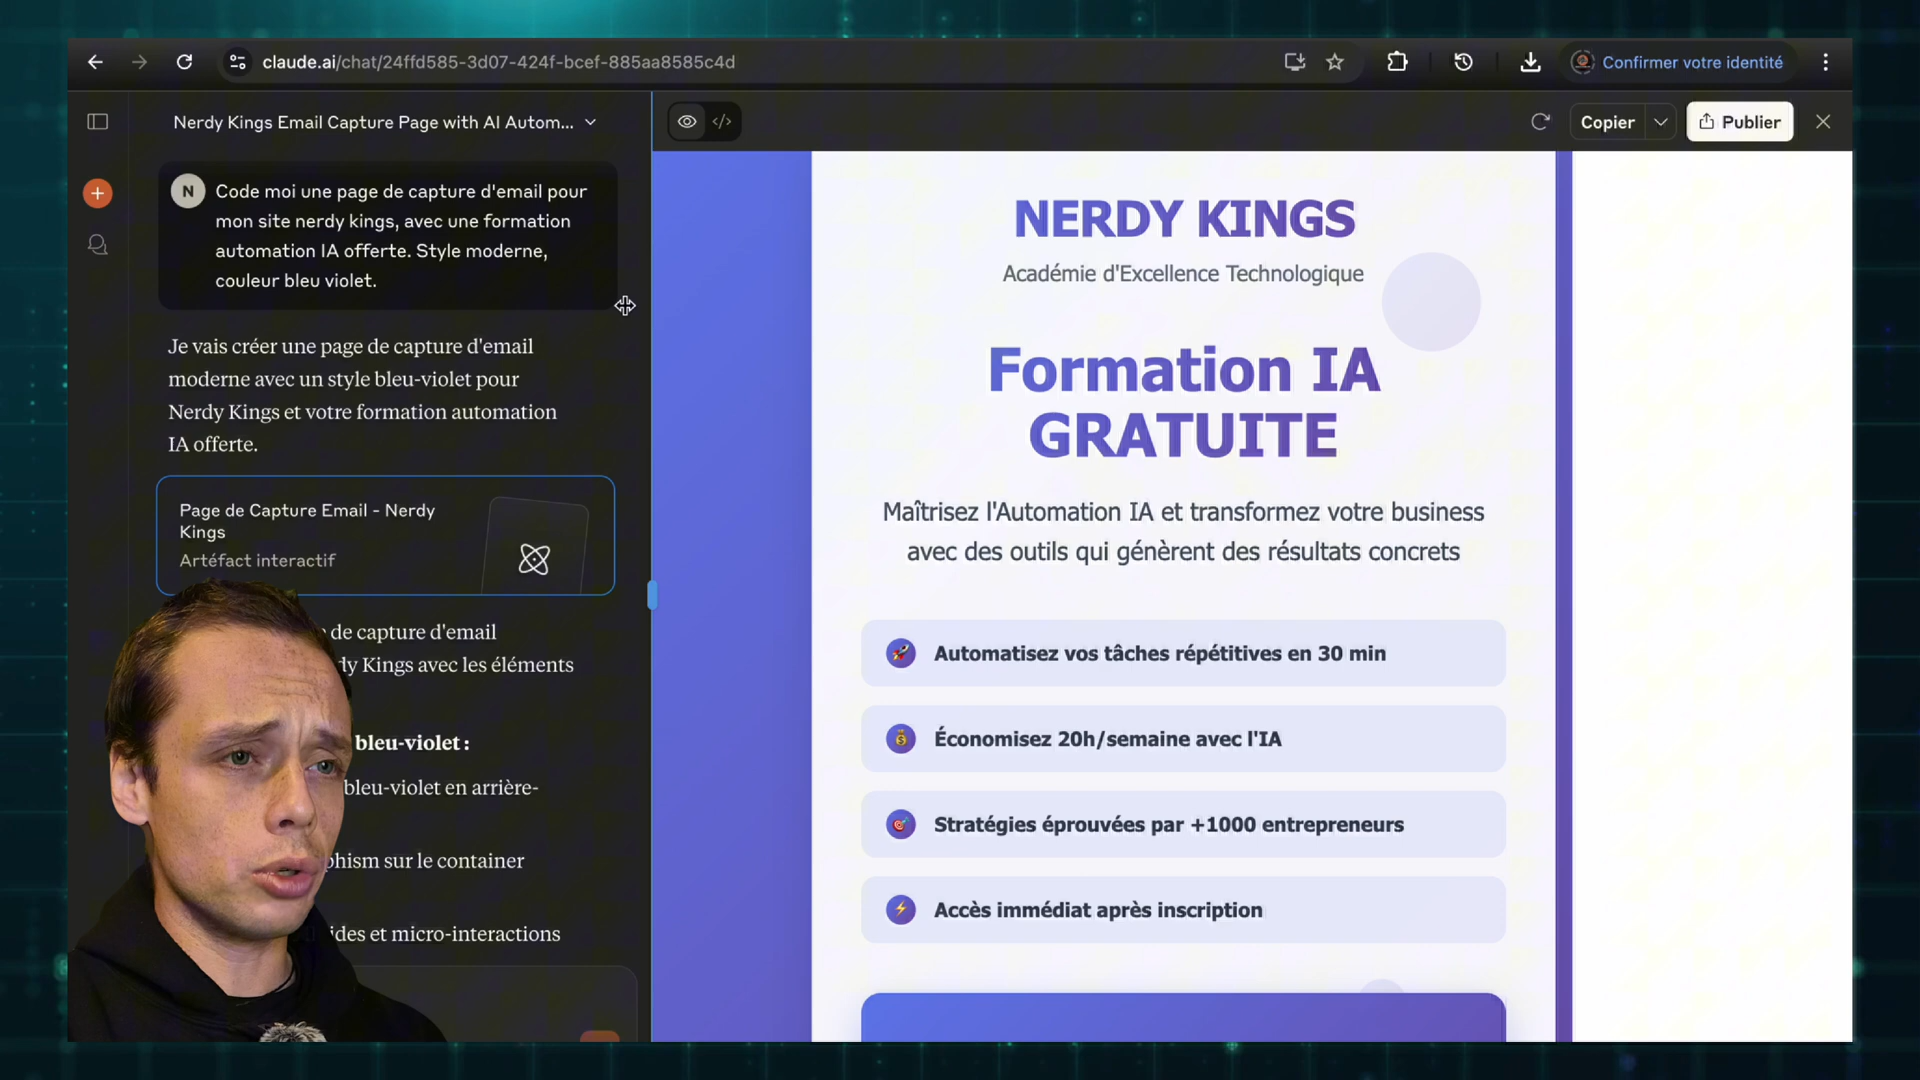 claude.ai/chat/24ffd585-3d07-424f-bcef-885aa8585c4d
Confirmer votre identité
Nerdy Kings Email Capture Page with AI Autom...
Copier
Publier
N
Code moi une page de capture d'email pour
mon site nerdy kings, avec une formation
automation IA offerte. Style moderne,
couleur bleu violet.
Je vais créer une page de capture d'email
moderne avec un style bleu-violet pour
Nerdy Kings et votre formation automation
IA offerte.
Page de Capture Email - Nerdy
Kings
Artéfact interactif
de capture d'email
Kings avec les éléments
bleu-violet :
bleu-violet en arrière-
sur le container
et micro-interactions
NERDY KINGS
Académie d'Excellence Technologique
Formation IA
GRATUITE
Maîtrisez l'Automation IA et transformez votre business
avec des outils qui génèrent des résultats concrets
Automatisez vos tâches répétitives en 30 min
Économisez 20h/semaine avec l'IA
Stratégies éprouvées par +1000 entrepreneurs
Accès immédiat après inscription